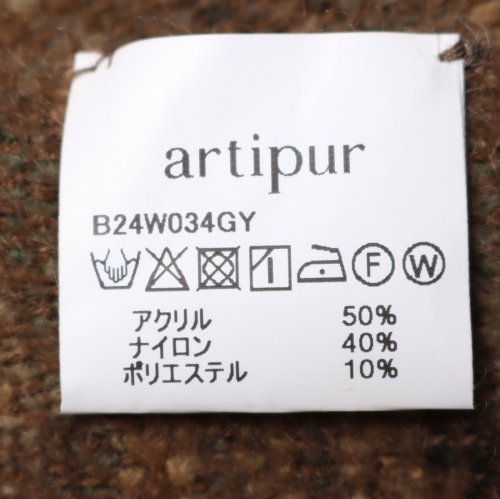 artipur
B24W034GY
F W
アクリル 50%
ナイロン 40%
ポリエステル 10%